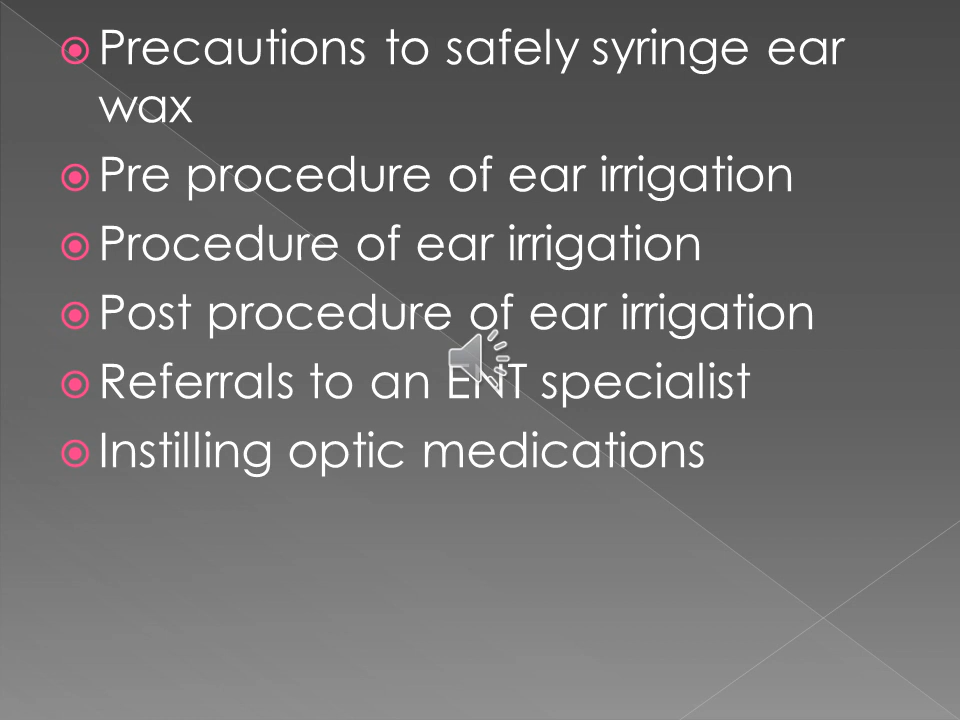 Precautions to safely syringe ear
wax
Pre procedure of ear irrigation
Procedure of ear irrigation
Post procedure of ear irrigation
Referrals to an ENT specialist
Instilling optic medications